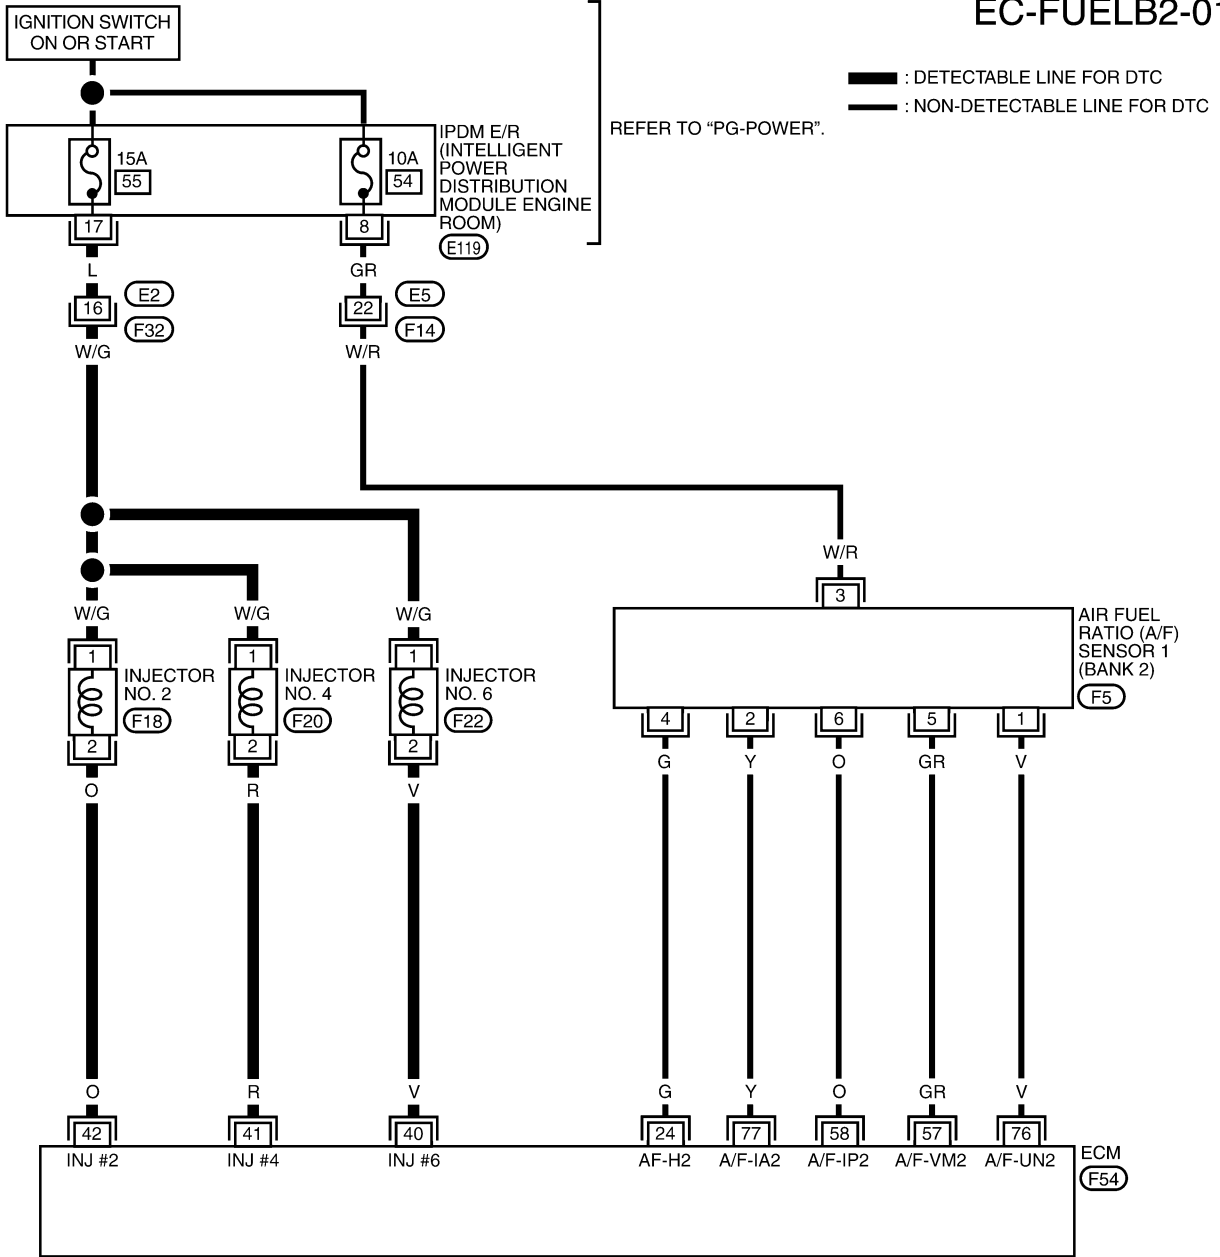 EC-FUELB2-01
IGNITION SWITCH
ON OR START
: DETECTABLE LINE FOR DTC
: NON-DETECTABLE LINE FOR DTC
REFER TO “PG-POWER”.
IPDM E/R
(INTELLIGENT
POWER
DISTRIBUTION
MODULE ENGINE
ROOM)
E119
15A
55
10A
54
17
8
L
GR
16
E2
F32
22
E5
F14
W/G
W/R
W/R
3
AIR FUEL
RATIO (A/F)
SENSOR 1
(BANK 2)
F5
W/G
W/G
W/G
1
1
1
INJECTOR
NO. 2
F18
INJECTOR
NO. 4
F20
INJECTOR
NO. 6
F22
2
2
2
4
2
6
5
1
O
R
V
G
Y
O
GR
V
O
R
V
G
Y
O
GR
V
42
41
40
24
77
58
57
76
INJ #2
INJ #4
INJ #6
AF-H2
A/F-IA2
A/F-IP2
A/F-VM2
A/F-UN2
ECM
F54